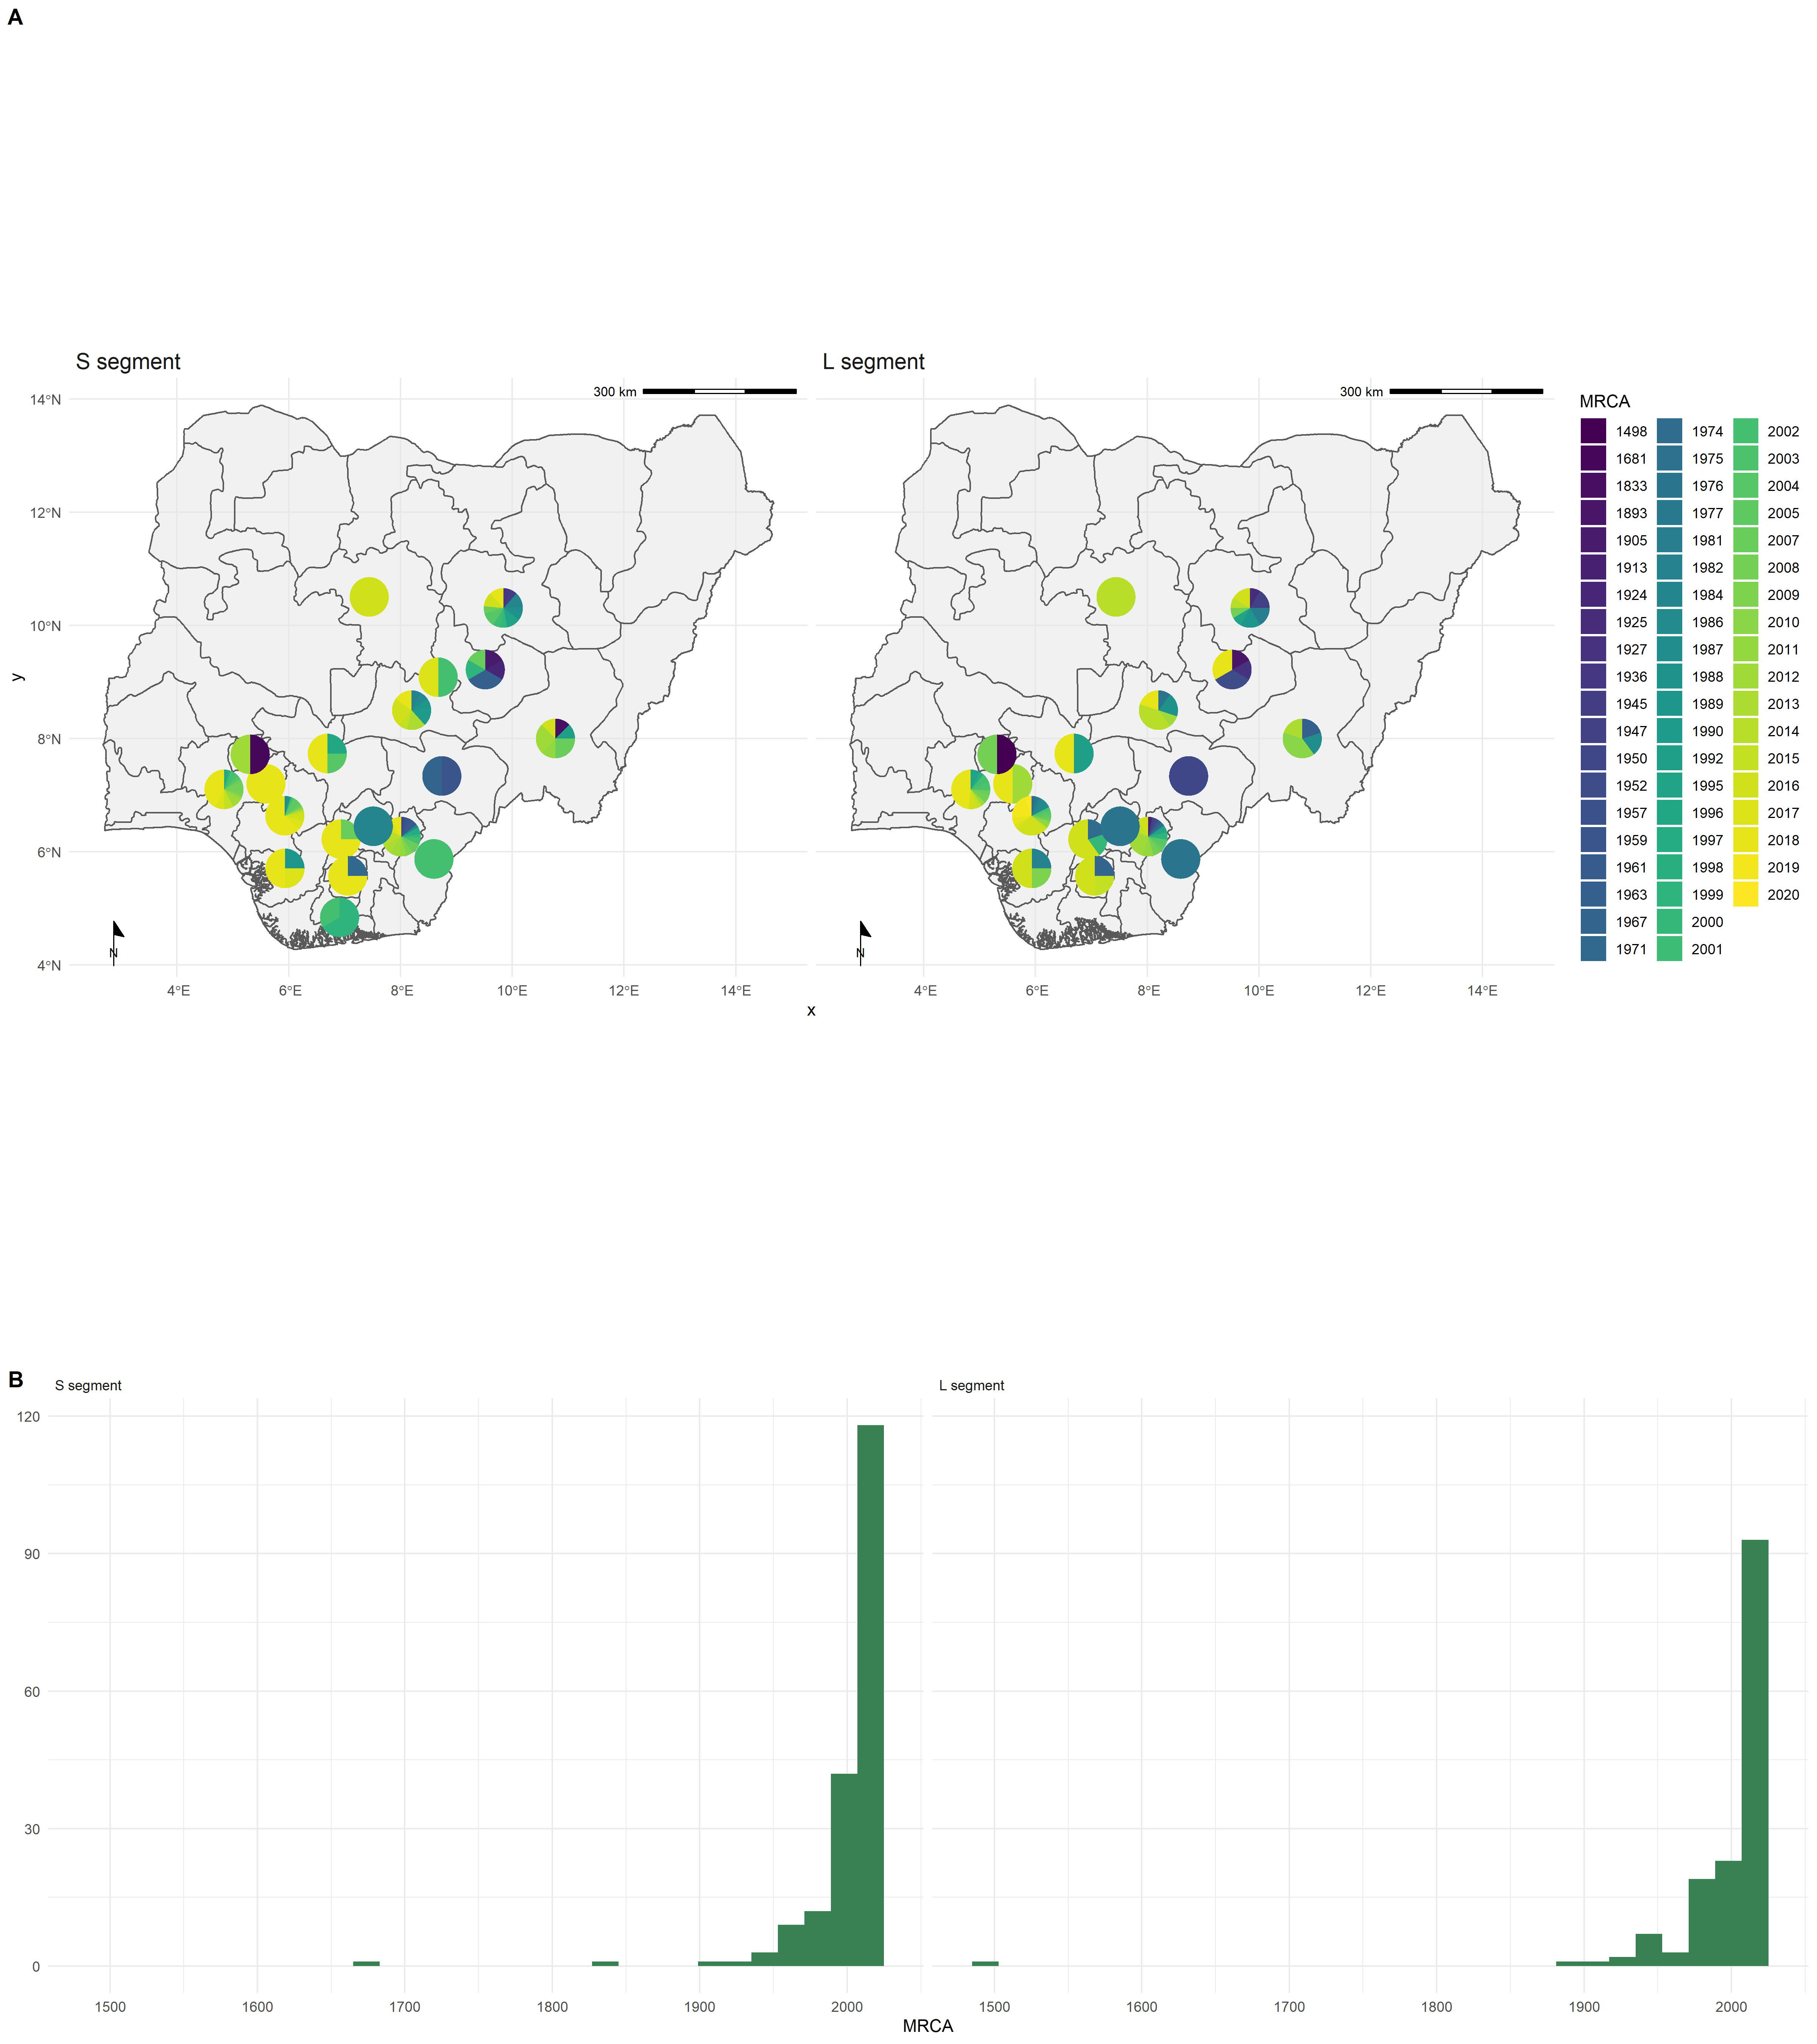 A
S segment
L segment
300 km
300 km
MRCA
14°N
12°N
10°N
8°N
6°N
4°N
y
N
N
4°E 6°E 8°E 10°E 12°E 14°E
4°E 6°E 8°E 10°E 12°E 14°E
x
1498 1974 2002
1681 1975 2003
1833 1976 2004
1893 1977 2005
1905 1981 2007
1913 1982 2008
1924 1984 2009
1925 1986 2010
1927 1987 2011
1936 1988 2012
1945 1989 2013
1947 1990 2014
1950 1992 2015
1952 1995 2016
1957 1996 2017
1959 1997 2018
1961 1998 2019
1963 1999 2020
1967 2000
1971 2001
B
S segment
L segment
120
90
60
30
0
1500 1600 1700 1800 1900 2000
1500 1600 1700 1800 1900 2000
MRCA